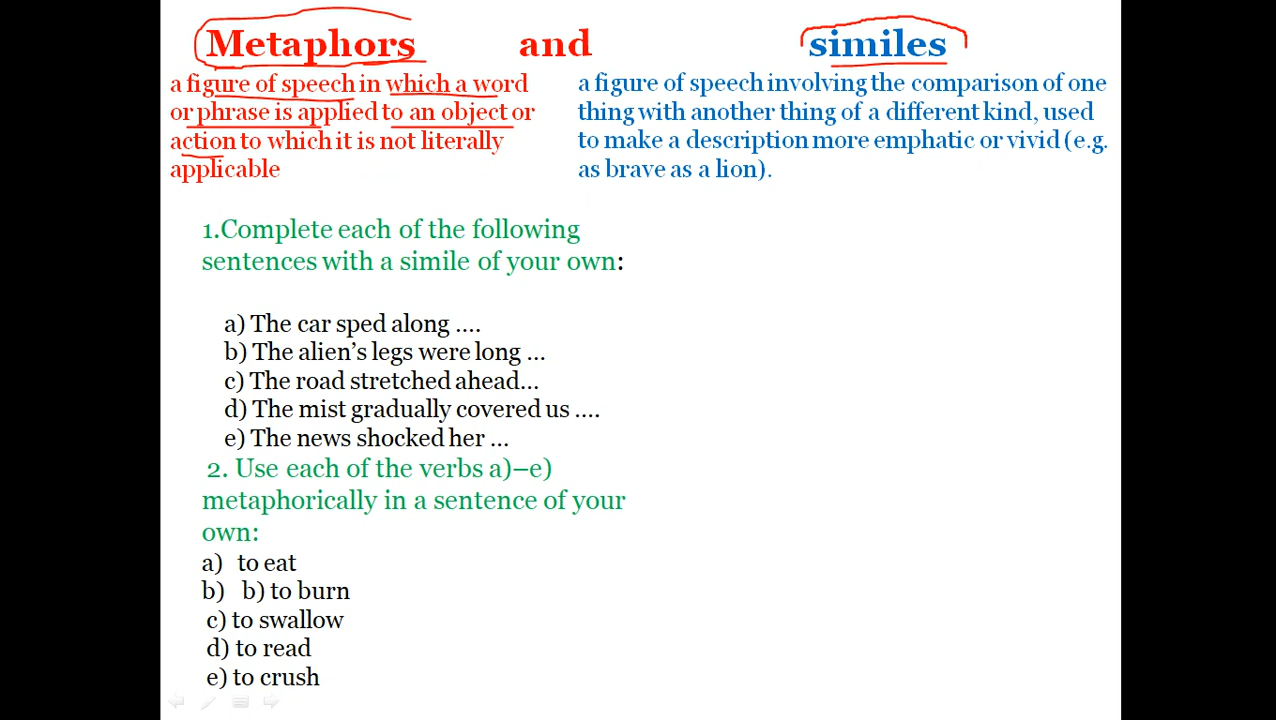 Metaphors and similes
a figure of speech in which a word
or phrase is applied to an object or
action to which it is not literally
applicable
a figure of speech involving the comparison of one
thing with another thing of a different kind, used
to make a description more emphatic or vivid (e.g.
as brave as a lion).
1.Complete each of the following
sentences with a simile of your own:
a) The car sped along ....
b) The alien’s legs were long ...
c) The road stretched ahead...
d) The mist gradually covered us ....
e) The news shocked her ...
2. Use each of the verbs a)–e)
metaphorically in a sentence of your
own:
a) to eat
b) b) to burn
c) to swallow
d) to read
e) to crush